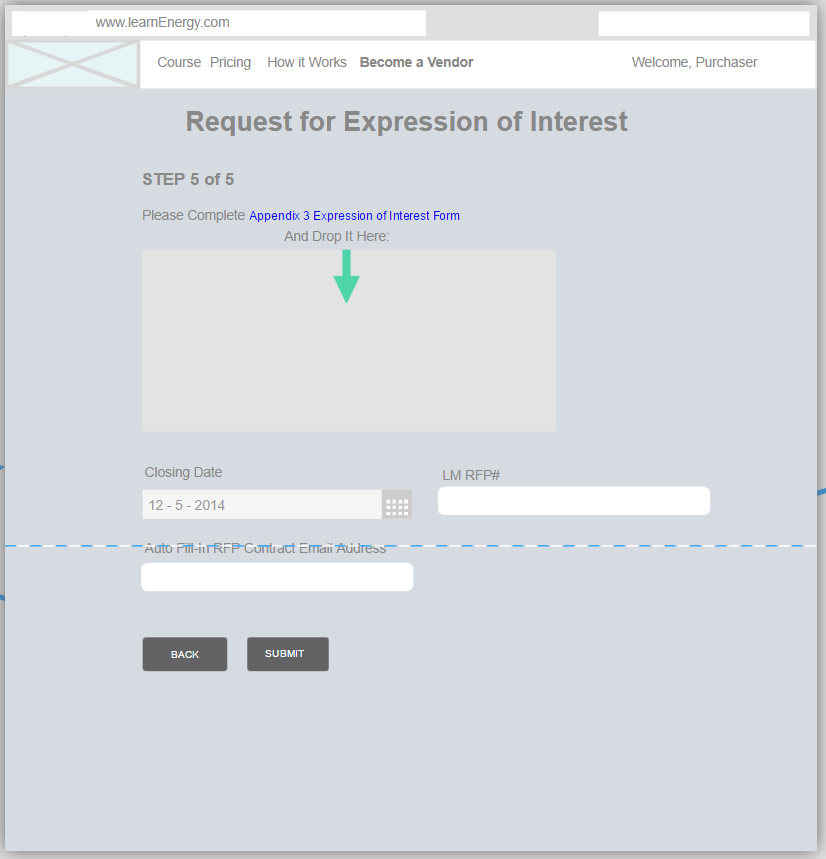 www.learnEnergy.com
Course Pricing How it Works Become a Vendor Welcome, Purchaser
Request for Expression of Interest
STEP 5 of 5
Please Complete Appendix 3 Expression of Interest Form
And Drop It Here:
Closing Date LM RFP#
12 - 5 - 2014
Auto Fill-In RFP Contract Email Address
BACK SUBMIT